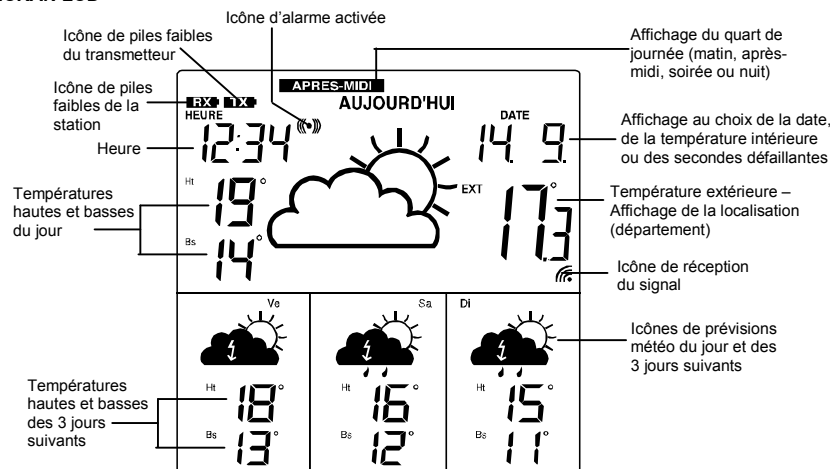 Icône d'alarme activée
Icône de piles faibles
du transmetteur
Icône de piles
faibles de la
station
Heure
Températures
hautes et basses
du jour
Températures
hautes et basses
des 3 jours
suivants
APRES-MIDI
AUJOURD'HUI
RX TX
HEURE
12:34
DATE
14. 9.
Ht 19°
Bs 14°
EXT 17.3°
Ve
Ht 18°
Bs 13°
Sa
Ht 16°
Bs 12°
Di
Ht 15°
Bs 11°
Affichage du quart de
journée (matin, après-
midi, soirée ou nuit)
Affichage au choix de la date,
de la température intérieure
ou des secondes défaillantes
Température extérieure –
Affichage de la localisation
(département)
Icône de réception
du signal
Icônes de prévisions
météo du jour et des
3 jours suivants